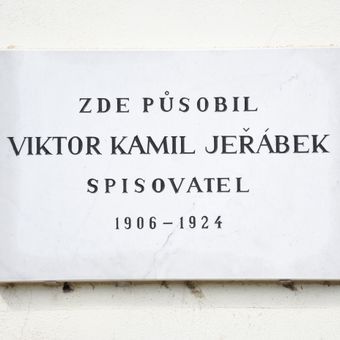 ZDE PŮSOBIL
VIKTOR KAMIL JEŘÁBEK
SPISOVATEL
1906 – 1924